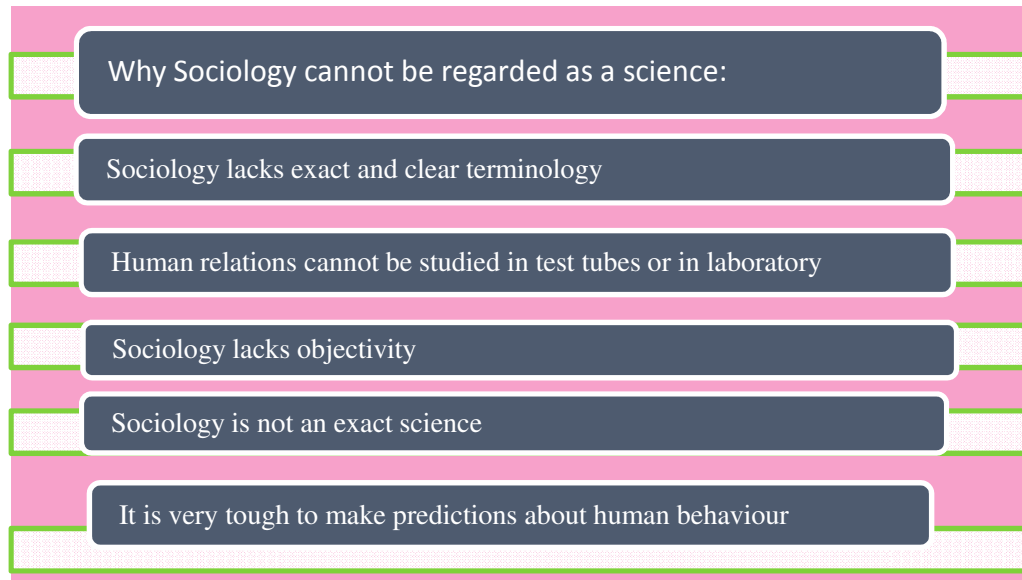 Why Sociology cannot be regarded as a science:
Sociology lacks exact and clear terminology
Human relations cannot be studied in test tubes or in laboratory
Sociology lacks objectivity
Sociology is not an exact science
It is very tough to make predictions about human behaviour